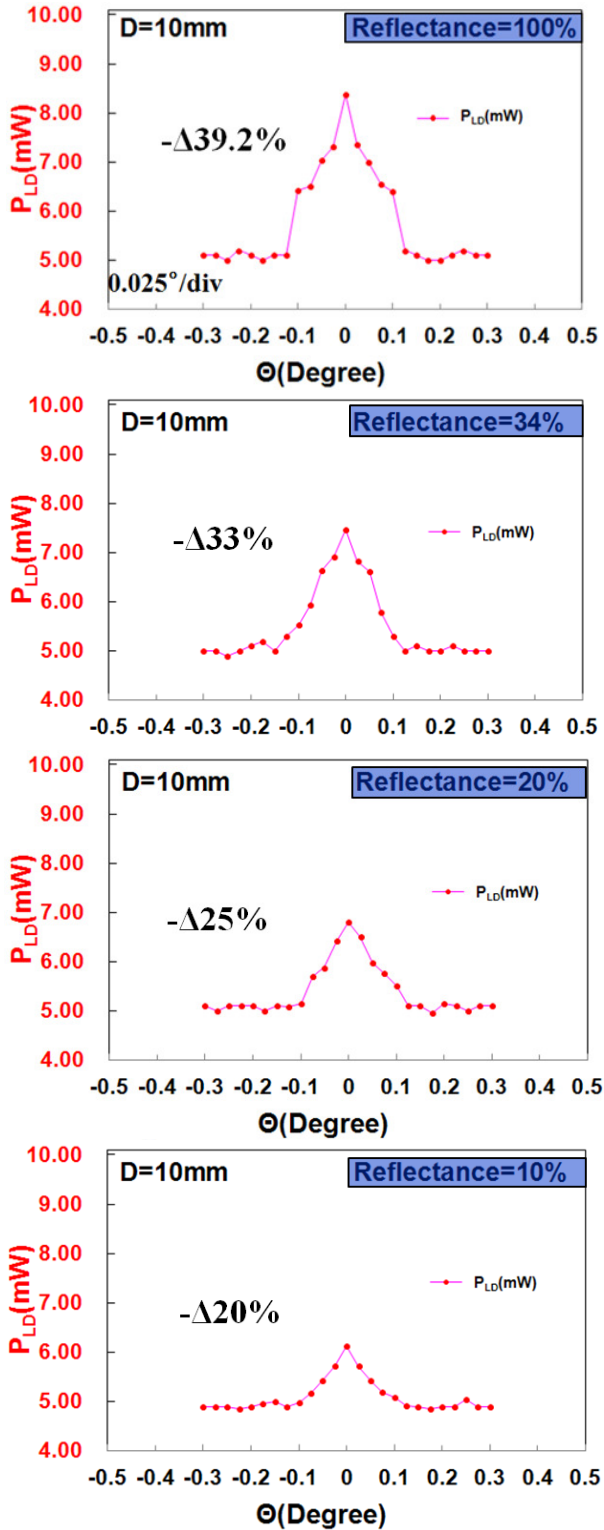 10.00
D=10mm Reflectance=100%
9.00
8.00
P_LD(mW)
-Δ39.2%
7.00
P_LD(mW)
6.00
5.00
0.025°/div
4.00
-0.5 -0.4 -0.3 -0.2 -0.1 0 0.1 0.2 0.3 0.4 0.5
Θ(Degree)
10.00
D=10mm Reflectance=34%
9.00
8.00
P_LD(mW)
-Δ33%
7.00
P_LD(mW)
6.00
5.00
4.00
-0.5 -0.4 -0.3 -0.2 -0.1 0 0.1 0.2 0.3 0.4 0.5
10.00
D=10mm Reflectance=20%
9.00
8.00
7.00
P_LD(mW)
-Δ25%
P_LD(mW)
6.00
5.00
4.00
-0.5 -0.4 -0.3 -0.2 -0.1 0 0.1 0.2 0.3 0.4 0.5
Θ(Degree)
10.00
D=10mm Reflectance=10%
9.00
8.00
P_LD(mW)
7.00
-Δ20%
P_LD(mW)
6.00
5.00
4.00
-0.5 -0.4 -0.3 -0.2 -0.1 0 0.1 0.2 0.3 0.4 0.5
Θ(Degree)